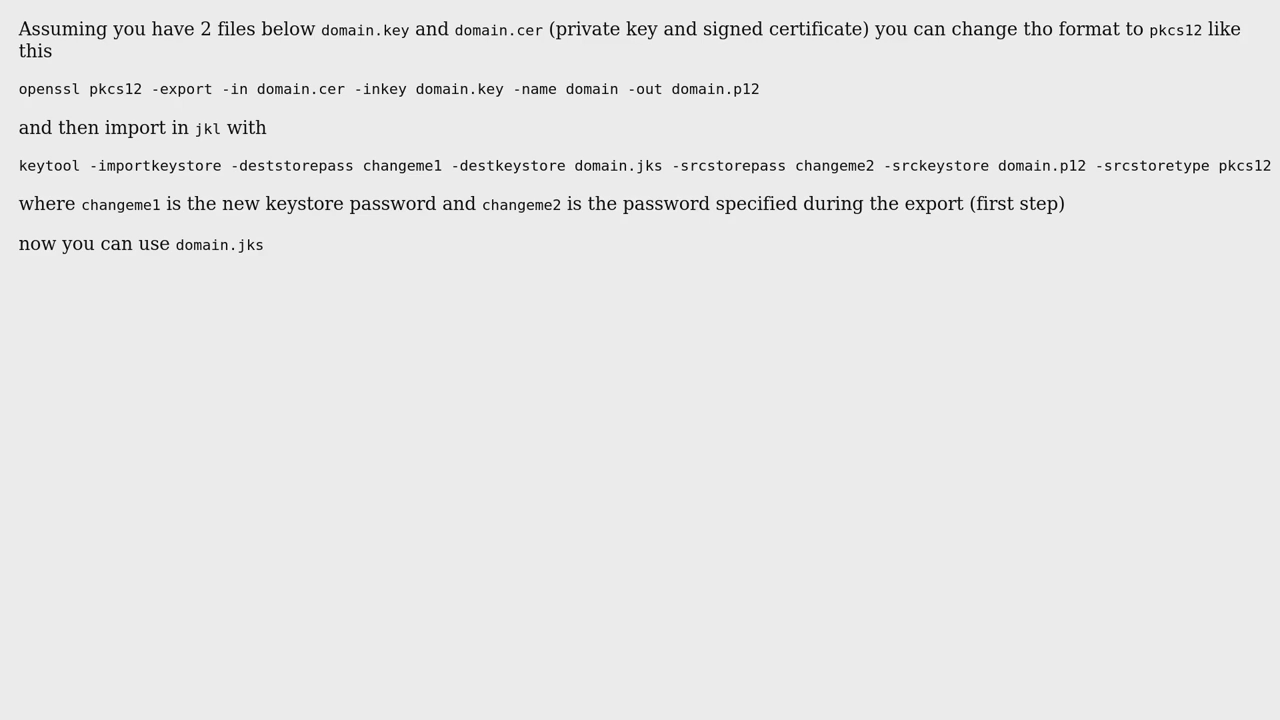 Assuming you have 2 files below domain.key and domain.cer (private key and signed certificate) you can change tho format to pkcs12 like
this
openssl pkcs12 -export -in domain.cer -inkey domain.key -name domain -out domain.p12
and then import in jkl with
keytool -importkeystore -deststorepass changeme1 -destkeystore domain.jks -srcstorepass changeme2 -srckeystore domain.p12 -srcstoretype pkcs12
where changeme1 is the new keystore password and changeme2 is the password specified during the export (first step)
now you can use domain.jks